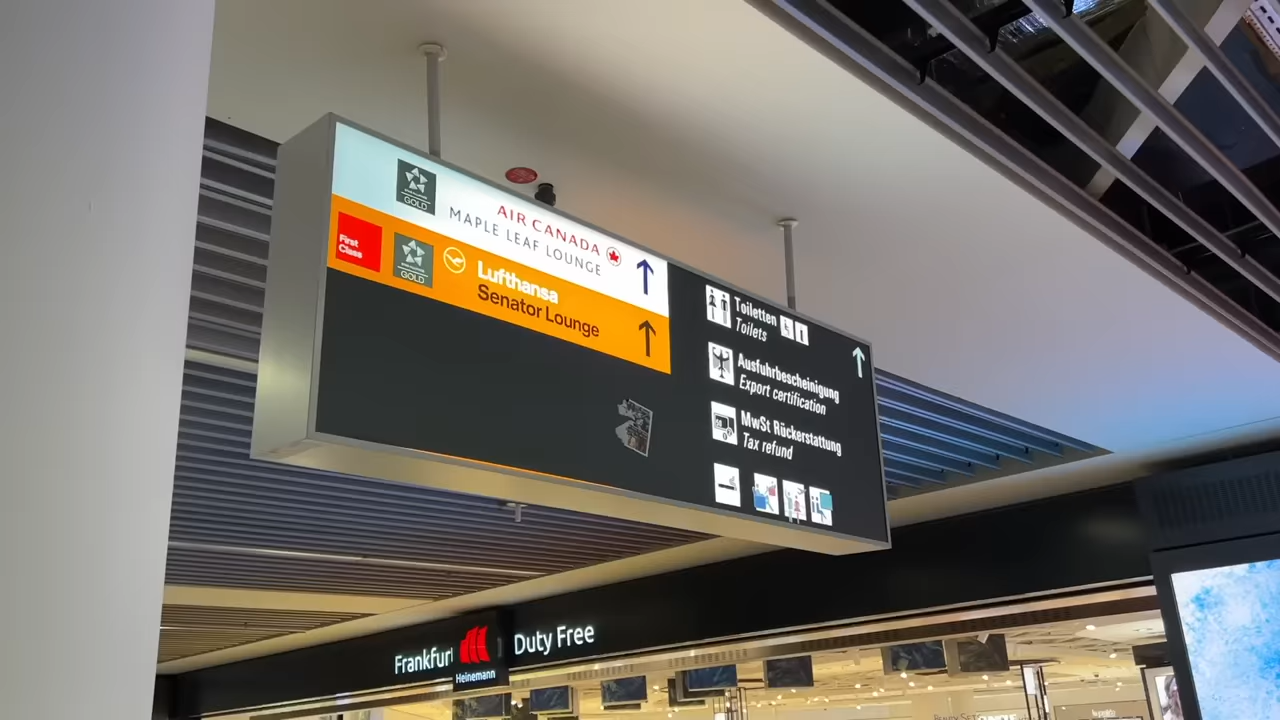 GOLD
AIR CANADA
MAPLE LEAF LOUNGE
First
Class
GOLD
Lufthansa
Senator Lounge
Toiletten
Toilets
Ausfuhrbescheinigung
Export certification
MwSt Rückerstattung
Tax refund
Frankfurt
Heinemann
Duty Free